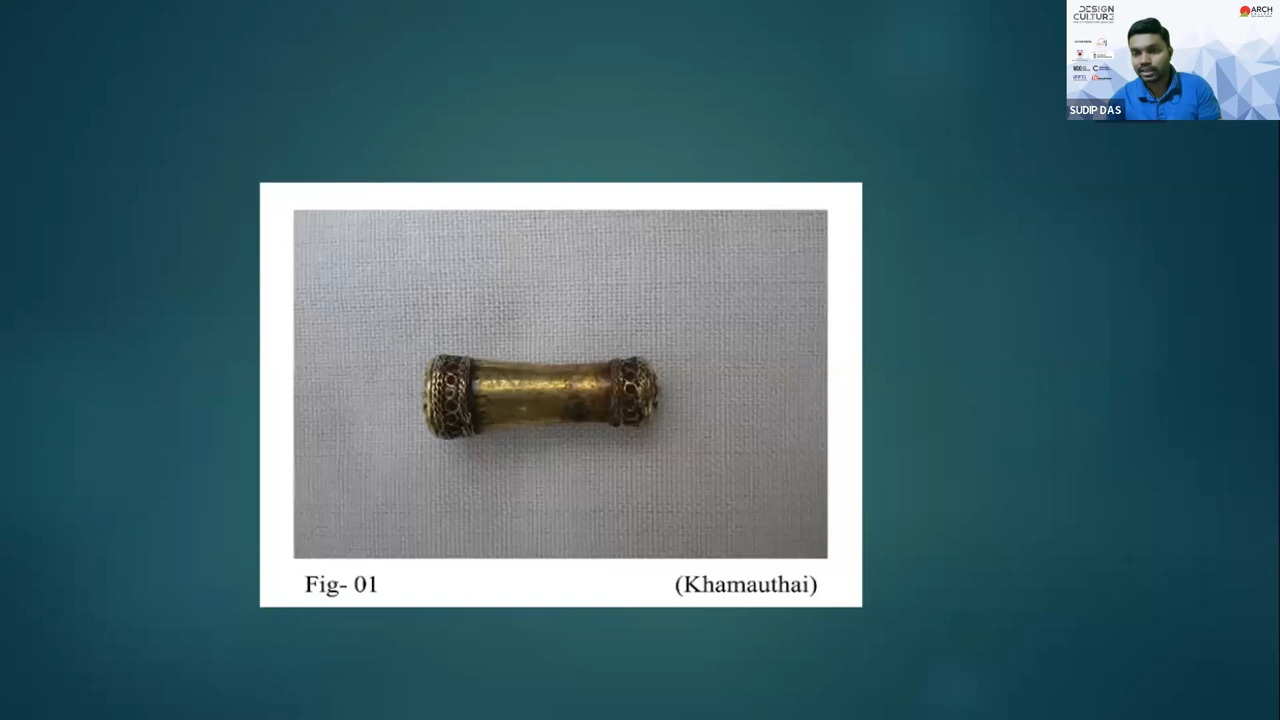 Fig- 01
(Khamauthai)
DESIGN
CULTURE
ARCH
SUDIP DAS